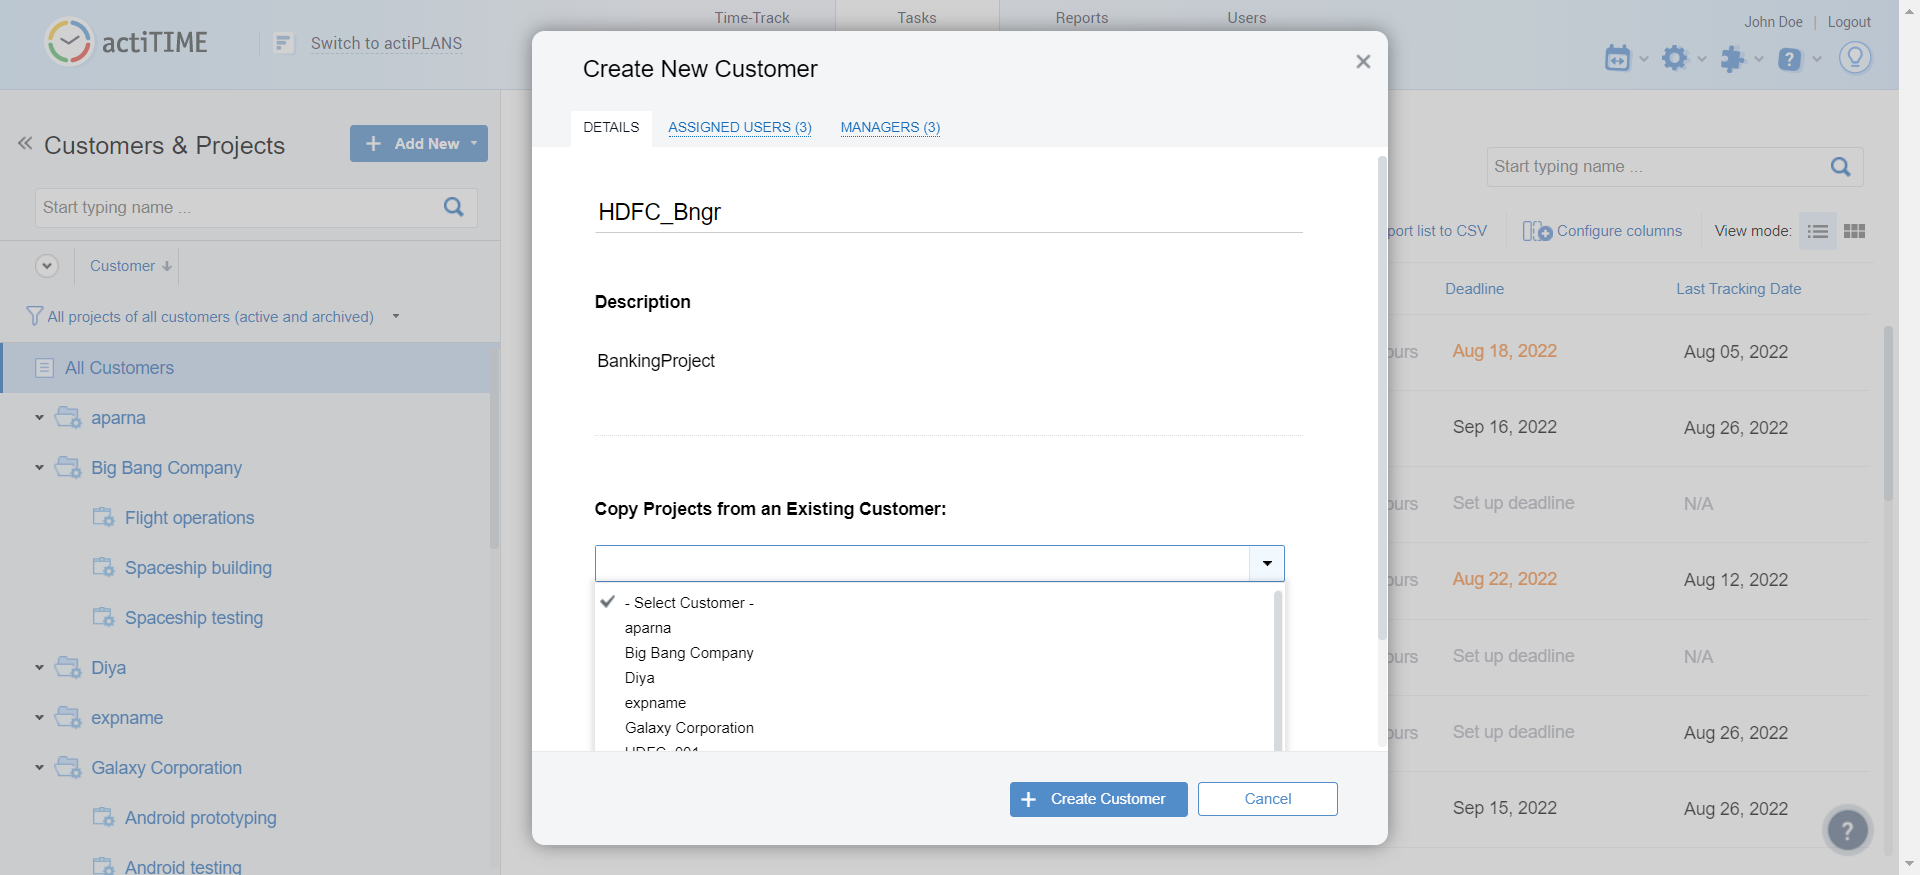 Time-Track
Tasks
Reports
Users
John Doe
Logout
actiTIME
Switch to actiPLANS
Customers & Projects
Add New
Start typing name ...
Customer
All projects of all customers (active and archived)
All Customers
aparna
Big Bang Company
Flight operations
Spaceship building
Spaceship testing
Diya
expname
Galaxy Corporation
Android prototyping
Android testing
Create New Customer
DETAILS
ASSIGNED USERS (3)
MANAGERS (3)
HDFC_Bngr
Description
BankingProject
Copy Projects from an Existing Customer:
- Select Customer -
aparna
Big Bang Company
Diya
expname
Galaxy Corporation
Create Customer
Cancel
Start typing name ...
port list to CSV
Configure columns
View mode:
Deadline
Last Tracking Date
ours
Aug 18, 2022
Aug 05, 2022
Sep 16, 2022
Aug 26, 2022
ours
Set up deadline
N/A
ours
Aug 22, 2022
Aug 12, 2022
ours
Set up deadline
N/A
ours
Set up deadline
Aug 26, 2022
Sep 15, 2022
Aug 26, 2022
?